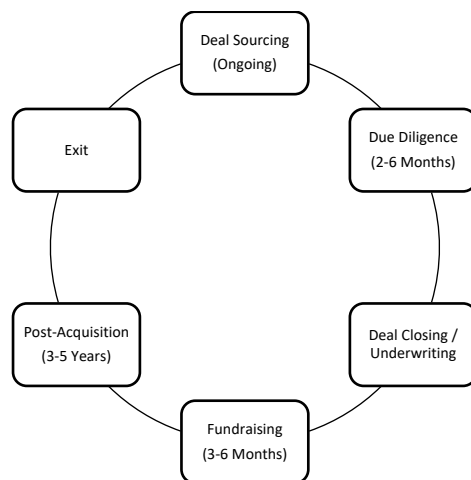 Deal Sourcing
(Ongoing)
Due Diligence
(2-6 Months)
Deal Closing /
Underwriting
Fundraising
(3-6 Months)
Post-Acquisition
(3-5 Years)
Exit